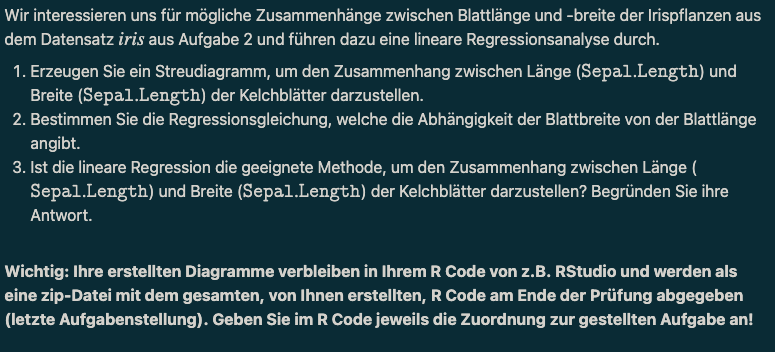 Wir interessieren uns für mögliche Zusammenhänge zwischen Blattlänge und -breite der Irispflanzen aus
dem Datensatz iris aus Aufgabe 2 und führen dazu eine lineare Regressionsanalyse durch.
1. Erzeugen Sie ein Streudiagramm, um den Zusammenhang zwischen Länge (Sepal.Length) und
Breite (Sepal.Length) der Kelchblätter darzustellen.
2. Bestimmen Sie die Regressionsgleichung, welche die Abhängigkeit der Blattbreite von der Blattlänge
angibt.
3. Ist die lineare Regression die geeignete Methode, um den Zusammenhang zwischen Länge (
Sepal.Length) und Breite (Sepal.Length) der Kelchblätter darzustellen? Begründen Sie ihre
Antwort.
Wichtig: Ihre erstellten Diagramme verbleiben in Ihrem R Code von z.B. RStudio und werden als
eine zip-Datei mit dem gesamten, von Ihnen erstellten, R Code am Ende der Prüfung abgegeben
(letzte Aufgabenstellung). Geben Sie im R Code jeweils die Zuordnung zur gestellten Aufgabe an!